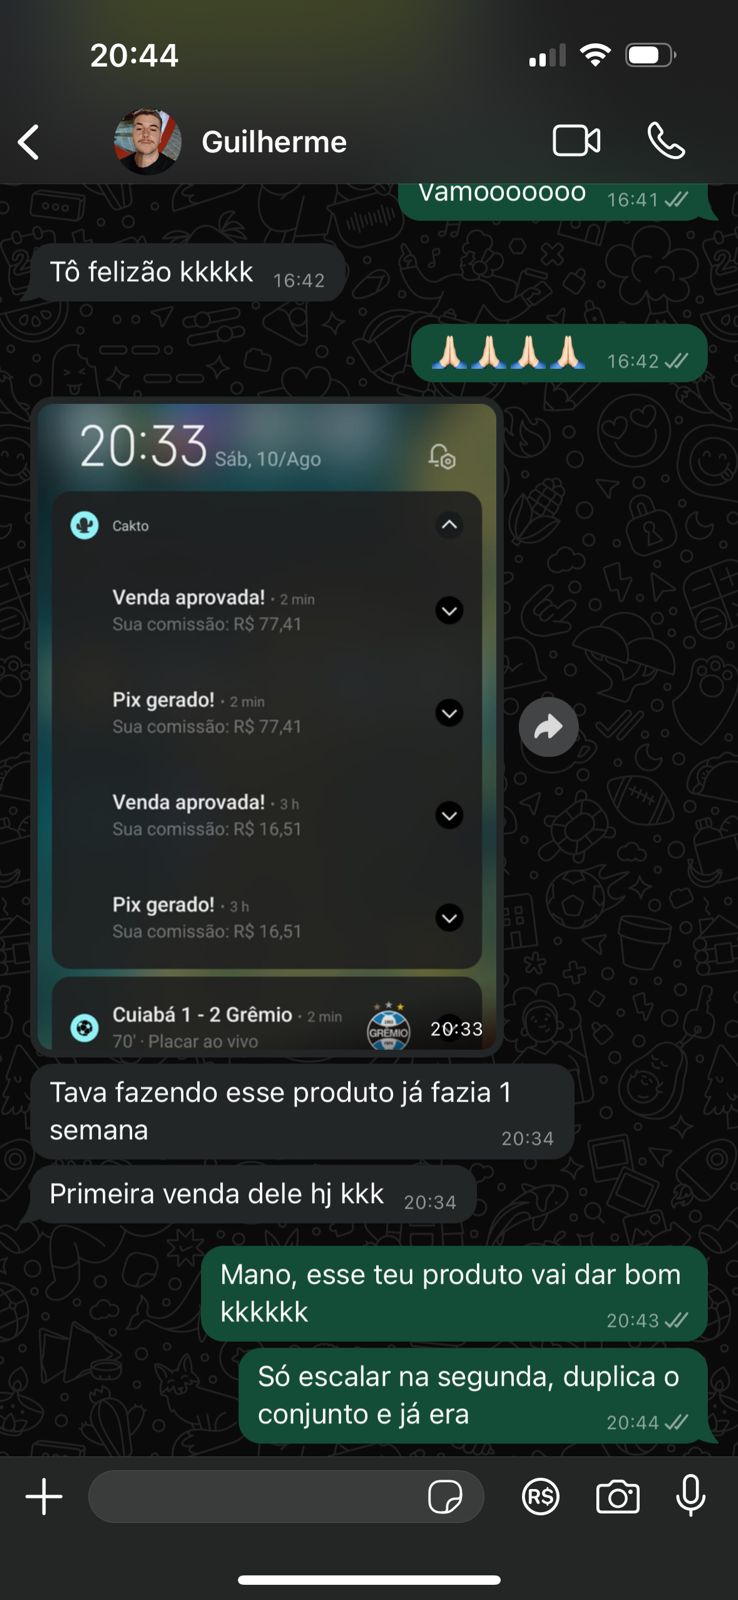 20:44
Guilherme
Vamooooooo 16:41
Tô felizão kkkkk 16:42
🙏🏻🙏🏻🙏🏻🙏🏻 16:42
20:33 Sáb, 10/Ago
Cakto
Venda aprovada! · 2 min
Sua comissão: R$ 77,41
Pix gerado! · 2 min
Sua comissão: R$ 77,41
Venda aprovada! · 3 h
Sua comissão: R$ 16,51
Pix gerado! · 3 h
Sua comissão: R$ 16,51
Cuiabá 1 - 2 Grêmio · 2 min
GRÊMIO
20:33
70' · Placar ao vivo
Tava fazendo esse produto já fazia 1
semana 20:34
Primeira venda dele hj kkk 20:34
Mano, esse teu produto vai dar bom
kkkkkk 20:43
Só escalar na segunda, duplica o
conjunto e já era 20:44
R$